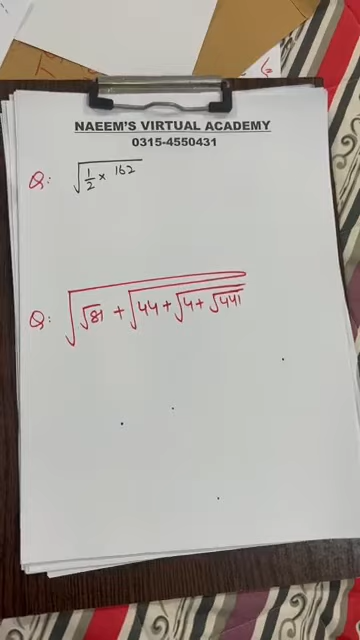 NAEEM'S VIRTUAL ACADEMY
0315-4550431
Q: √(1/2 × 162)
Q: √(√81 + √(44 + √(4 + √441)))